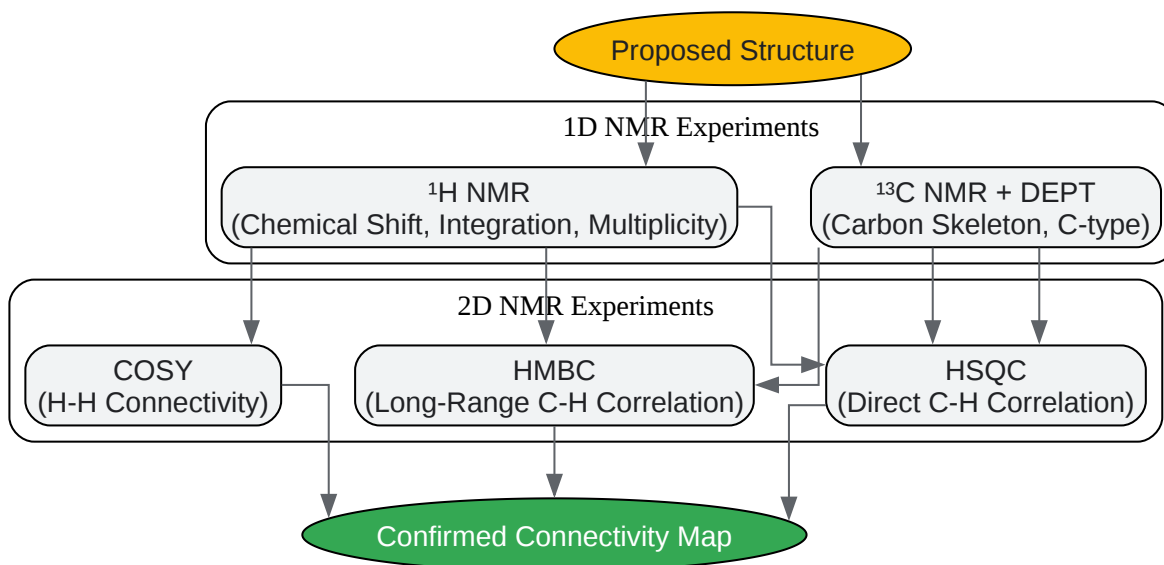 Proposed Structure
1D NMR Experiments
¹H NMR
(Chemical Shift, Integration, Multiplicity)
¹³C NMR + DEPT
(Carbon Skeleton, C-type)
2D NMR Experiments
COSY
(H-H Connectivity)
HMBC
(Long-Range C-H Correlation)
HSQC
(Direct C-H Correlation)
Confirmed Connectivity Map